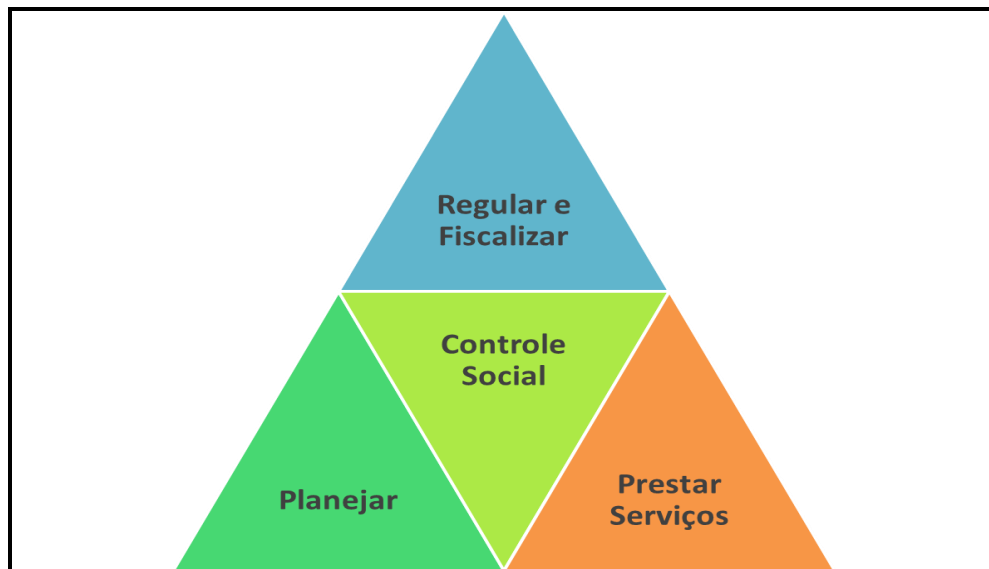 Regular e
Fiscalizar
Controle
Social
Planejar
Prestar
Serviços